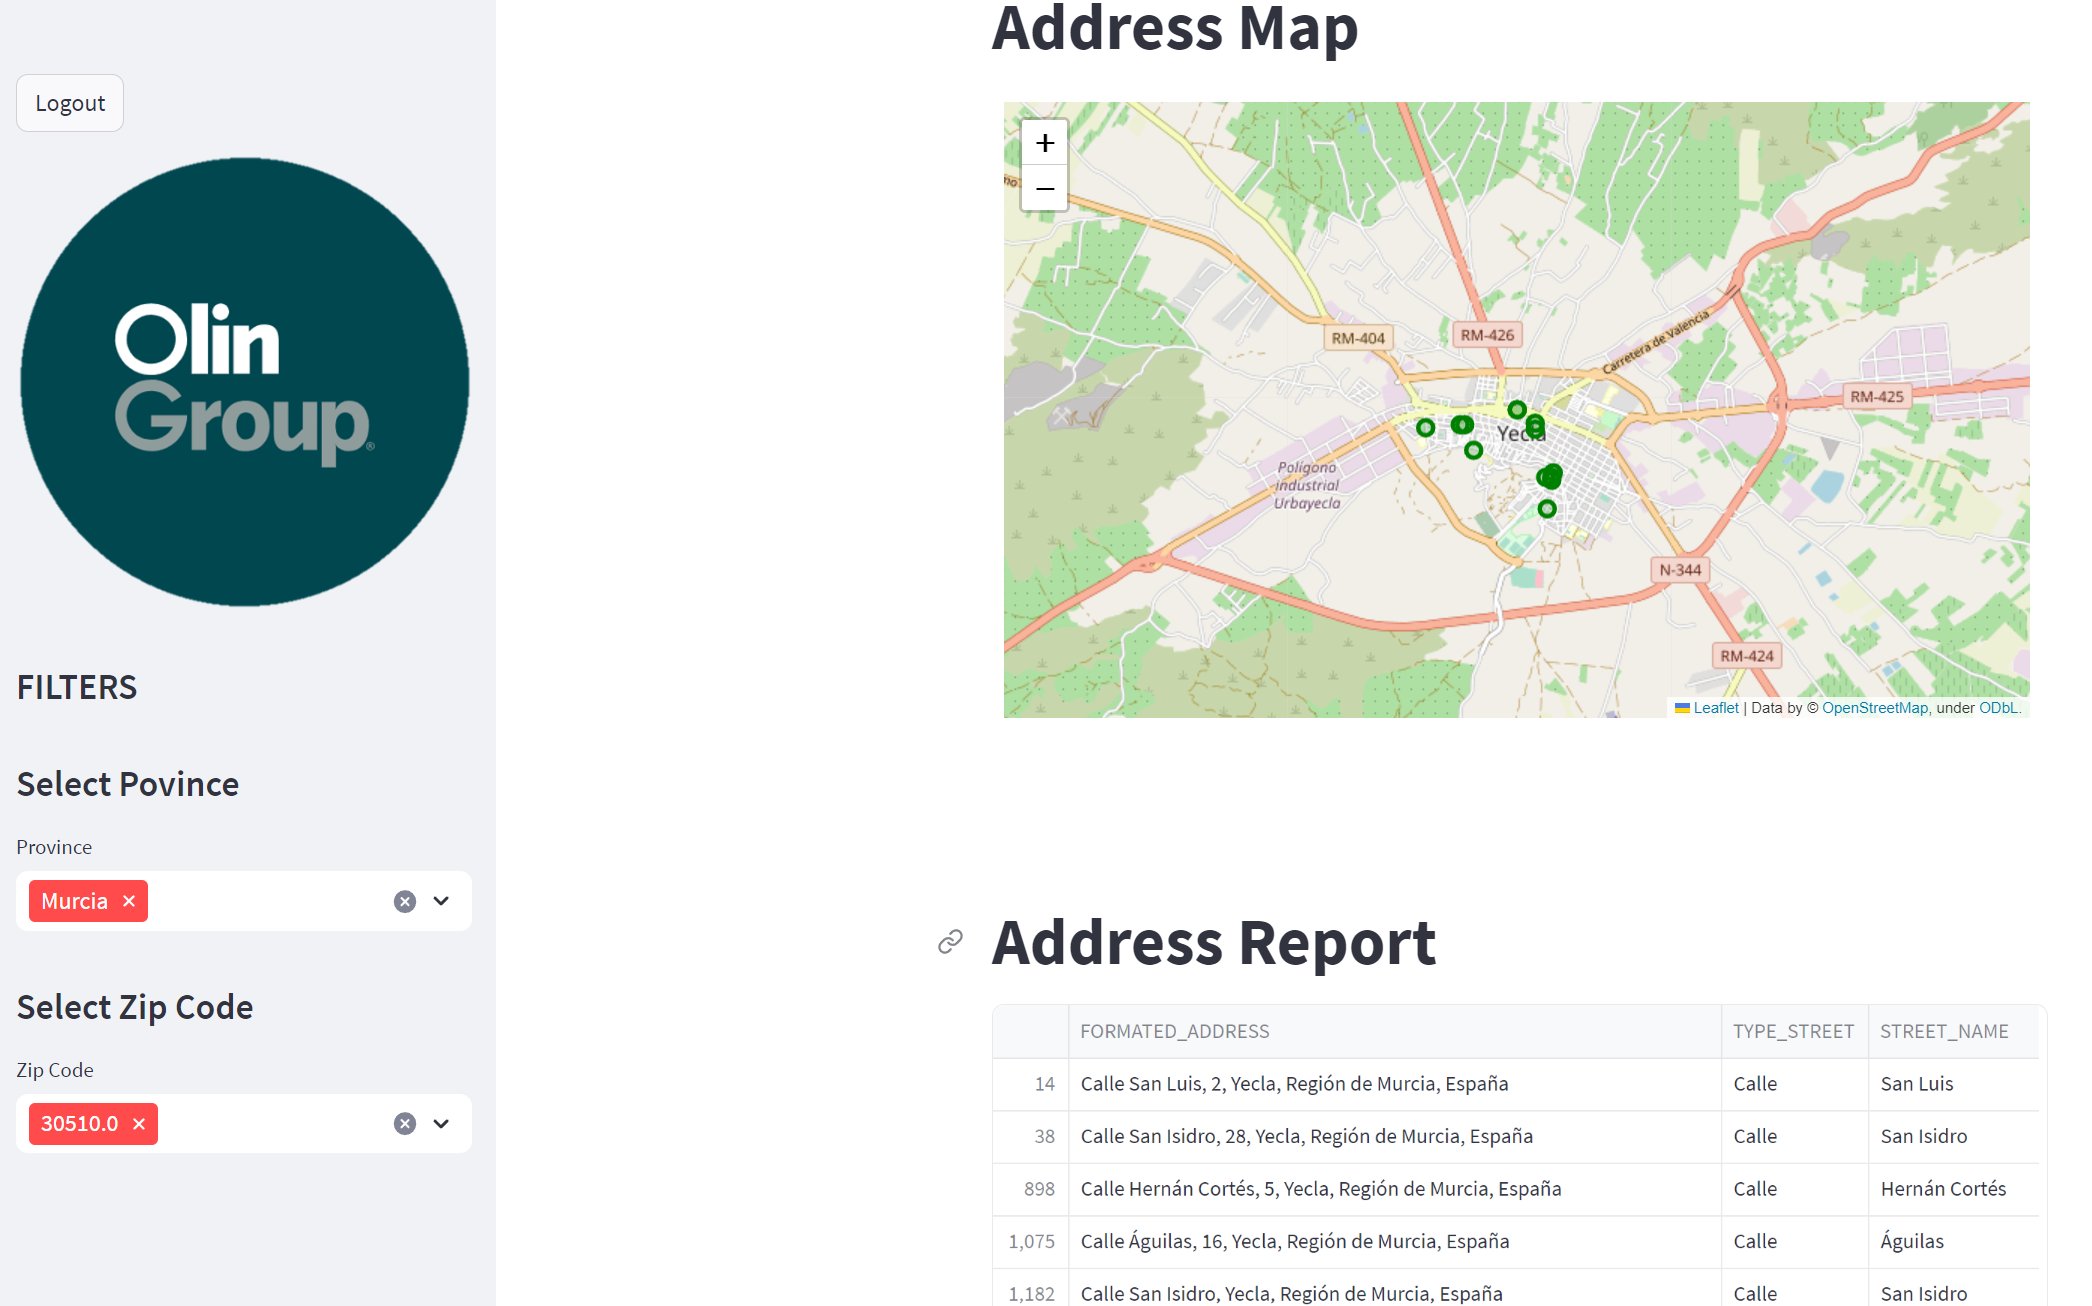 Logout
Olin
Group®
FILTERS
Select Povince
Province
Murcia ×
Select Zip Code
Zip Code
30510.0 ×
Address Map
+
−
RM-404
RM-426
Carretera de Valencia
RM-425
Yecla
Polígono
Industrial
Urbayecla
N-344
RM-424
Leaflet | Data by © OpenStreetMap, under ODbL.
Address Report
FORMATED_ADDRESS TYPE_STREET STREET_NAME
14 Calle San Luis, 2, Yecla, Región de Murcia, España Calle San Luis
38 Calle San Isidro, 28, Yecla, Región de Murcia, España Calle San Isidro
898 Calle Hernán Cortés, 5, Yecla, Región de Murcia, España Calle Hernán Cortés
1,075 Calle Águilas, 16, Yecla, Región de Murcia, España Calle Águilas
1,182 Calle San Isidro, Yecla, Región de Murcia, España Calle San Isidro